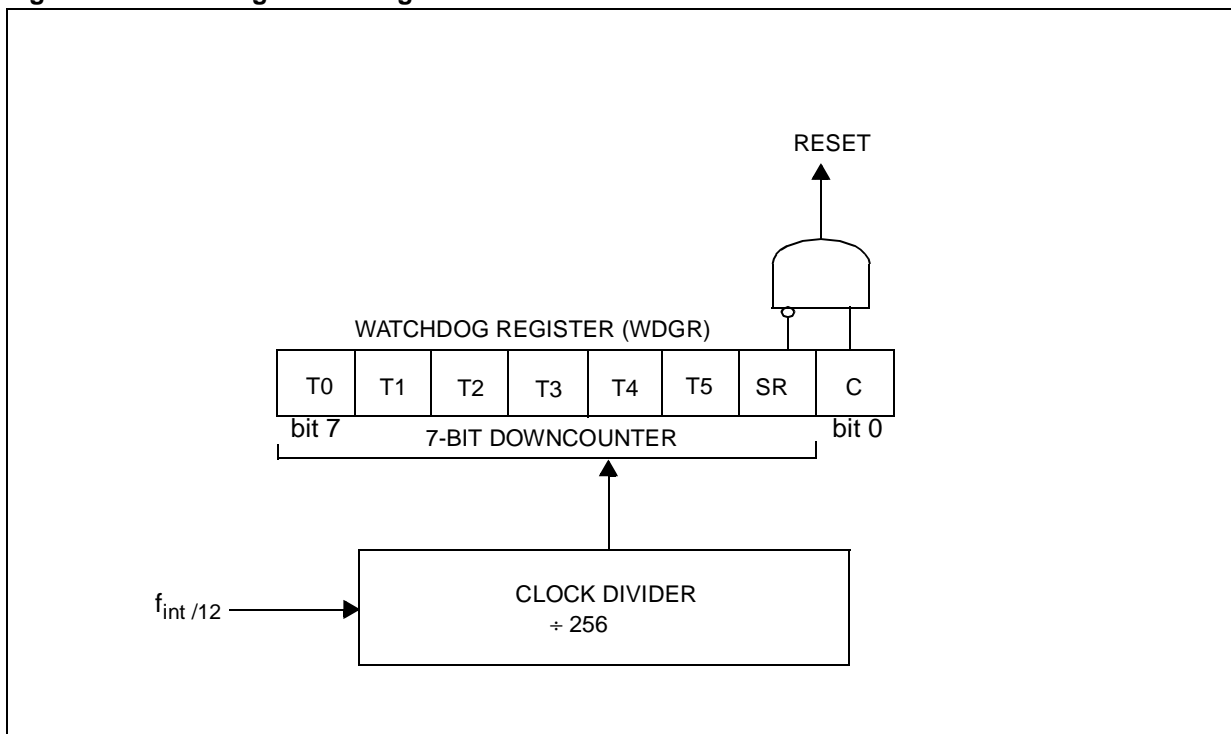 RESET
WATCHDOG REGISTER (WDGR)
T0 T1 T2 T3 T4 T5 SR C
bit 7 7-BIT DOWNCOUNTER bit 0
fint /12
CLOCK DIVIDER
÷ 256